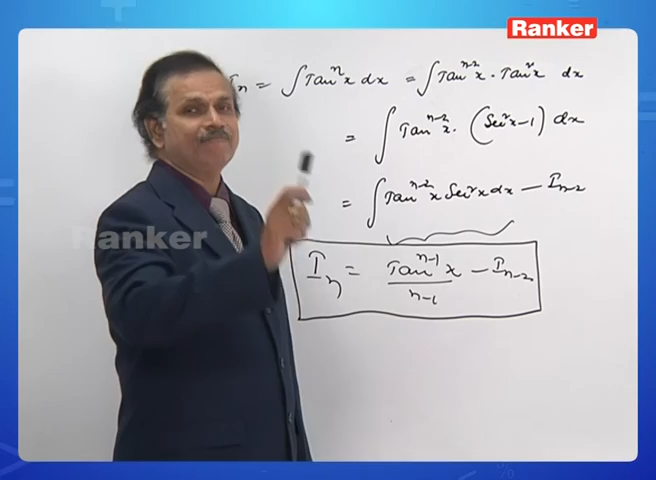 Ranker
Iₙ = ∫ Tanⁿx dx = ∫ Tanⁿ⁻²x · Tan²x dx
= ∫ Tanⁿ⁻²x · (Sec²x-1) dx
= ∫ Tanⁿ⁻²x Sec²x dx - Iₙ₋₂
Ranker
Iₙ = Tanⁿ⁻¹x / n-1 - Iₙ₋₂